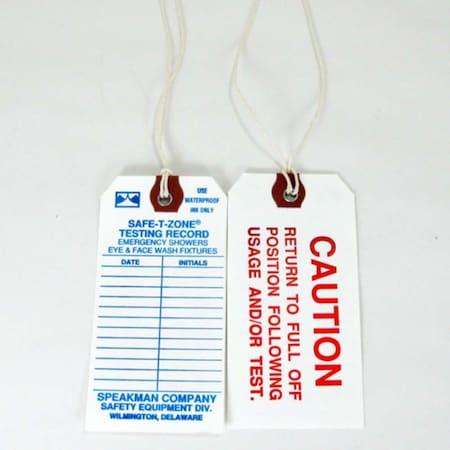 USE
WATERPROOF
INK ONLY
SAFE-T-ZONE®
TESTING RECORD
EMERGENCY SHOWERS
EYE & FACE WASH FIXTURES
DATE INITIALS
SPEAKMAN COMPANY
SAFETY EQUIPMENT DIV.
WILMINGTON, DELAWARE
CAUTION
RETURN TO FULL OFF
POSITION FOLLOWING
USAGE AND/OR TEST.